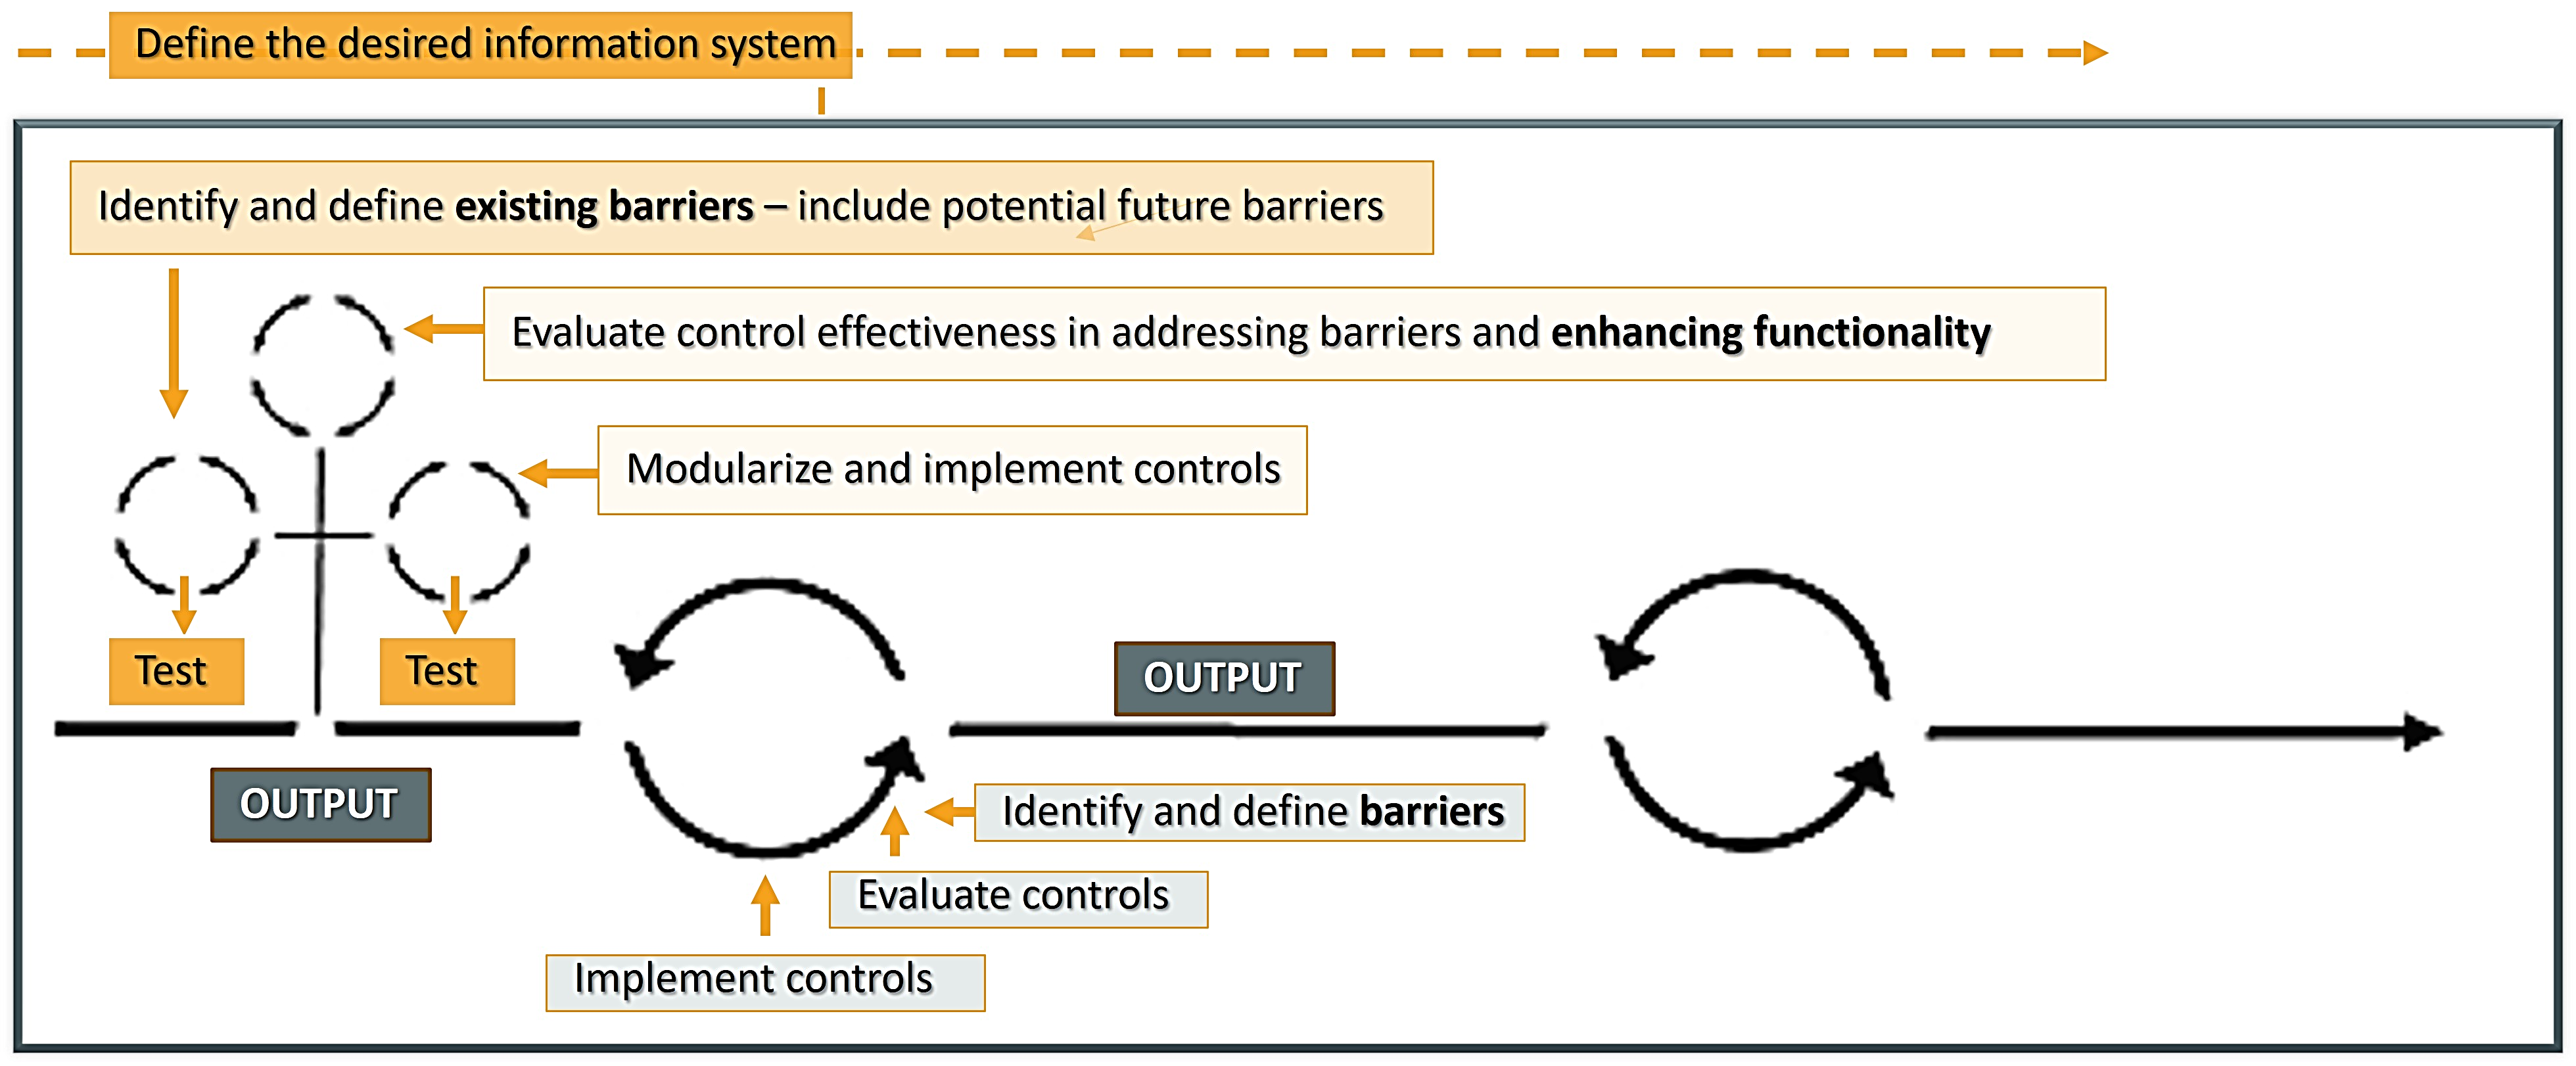 Define the desired information system
Identify and define existing barriers – include potential future barriers
Evaluate control effectiveness in addressing barriers and enhancing functionality
Modularize and implement controls
Test
Test
OUTPUT
OUTPUT
Identify and define barriers
Evaluate controls
Implement controls